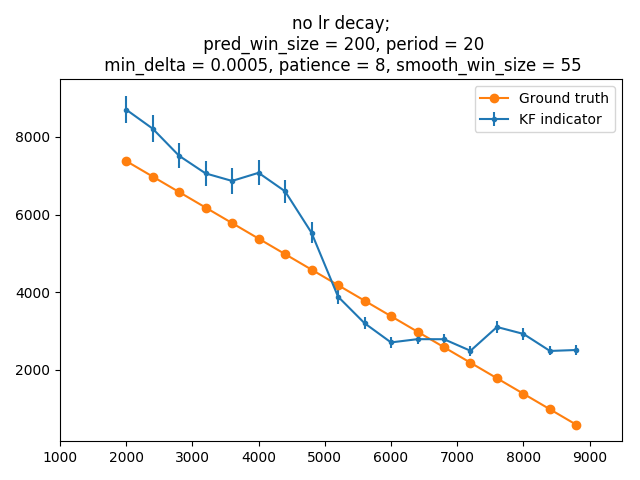 no lr decay;
pred_win_size = 200, period = 20
min_delta = 0.0005, patience = 8, smooth_win_size = 55
Ground truth
KF indicator
8000
6000
4000
2000
1000 2000 3000 4000 5000 6000 7000 8000 9000